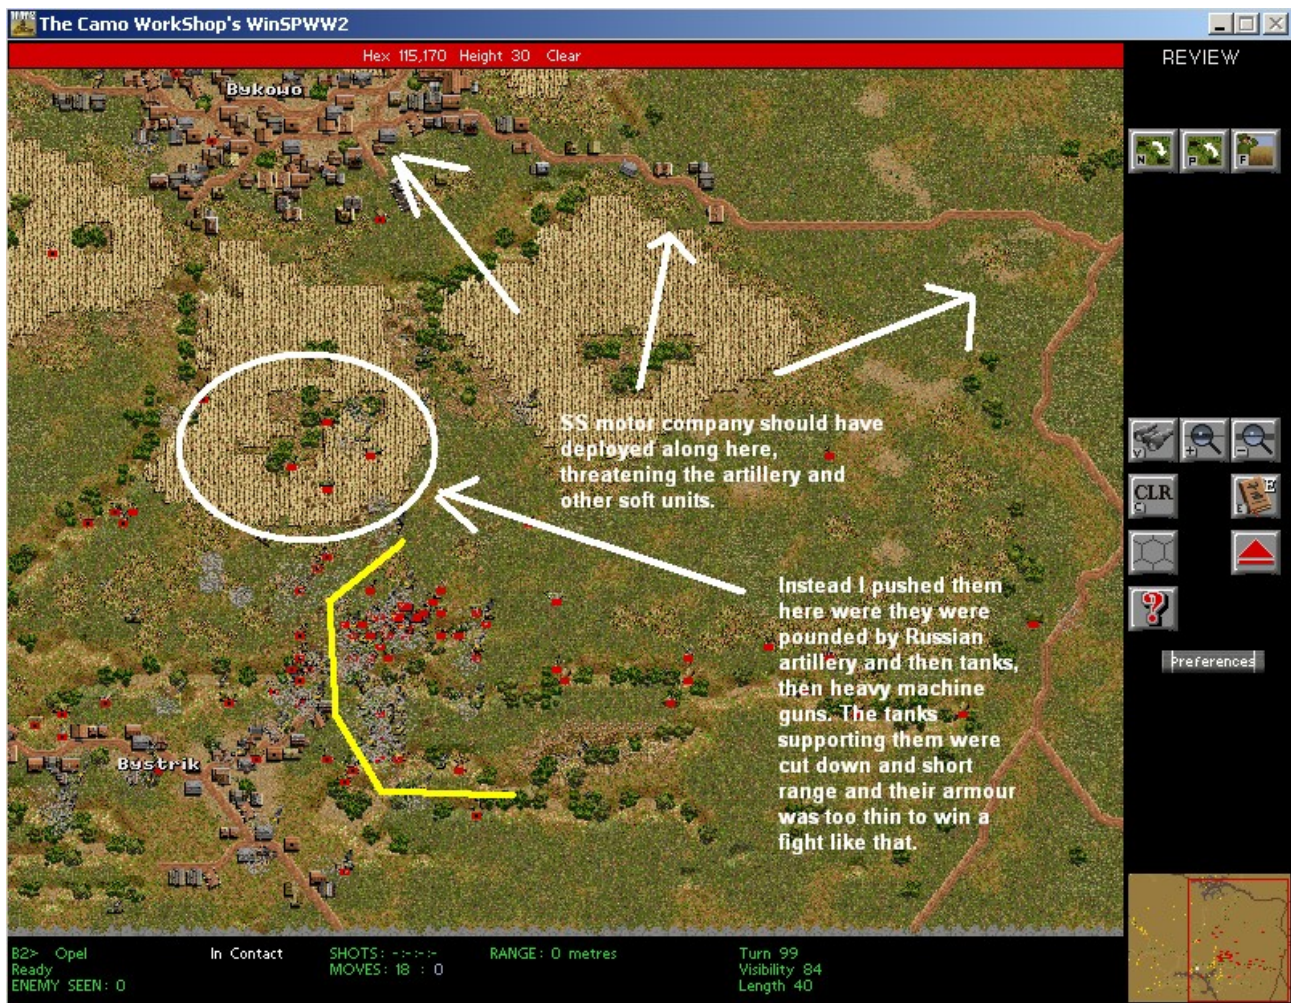 The Camo WorkShop's WinSPWW2
Hex 115,170 Height 30 Clear
REVIEW
Bykowo
N
P
F
SS motor company should have
deployed along here,
threatening the artillery and
other soft units.
V
+
-
CLR
C)
E
E
Instead I pushed them
here were they were
pounded by Russian
artillery and then tanks,
then heavy machine
guns. The tanks
supporting them were
cut down and short
range and their armour
was too thin to win a
fight like that.
?
Preferences
Bystrik
B2> Opel In Contact SHOTS: -:-:-:- RANGE: 0 metres Turn 99
Ready MOVES: 18 : 0 Visibility 84
ENEMY SEEN: 0 Length 40